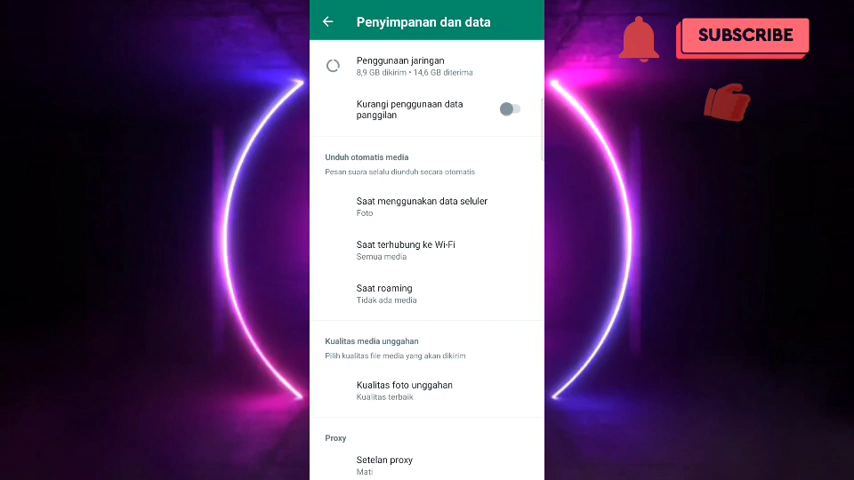 Penyimpanan dan data
SUBSCRIBE
Penggunaan jaringan
8,9 GB dikirim • 14,6 GB diterima
Kurangi penggunaan data
panggilan
Unduh otomatis media
Pesan suara selalu diunduh secara otomatis
Saat menggunakan data seluler
Foto
Saat terhubung ke Wi-Fi
Semua media
Saat roaming
Tidak ada media
Kualitas media unggahan
Pilih kualitas file media yang akan dikirim
Kualitas foto unggahan
Kualitas terbaik
Proxy
Setelan proxy
Mati